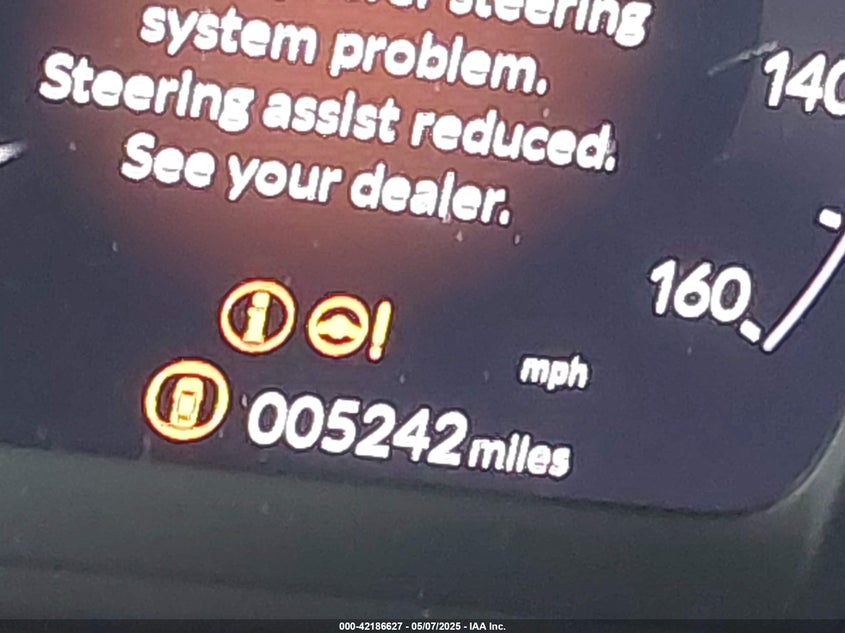 steering
system problem.
Steering assist reduced.
See your dealer.
140
160
mph
005242 miles
000-42186627 - 05/07/2025 - IAA Inc.